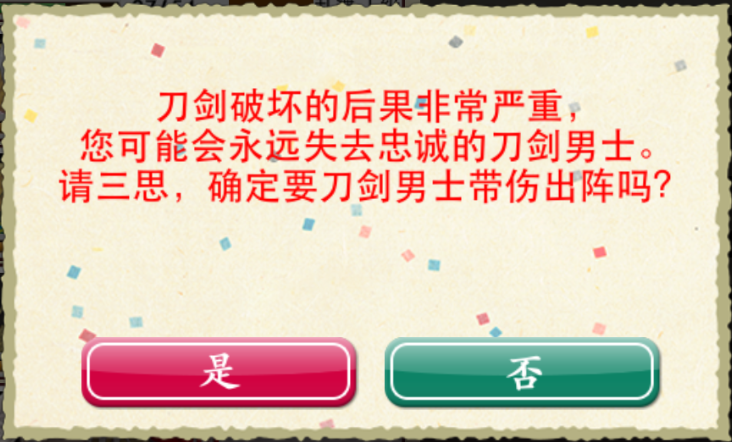 刀剑破坏的后果非常严重，
您可能会永远失去忠诚的刀剑男士。
请三思，确定要刀剑男士带伤出阵吗？
是
否